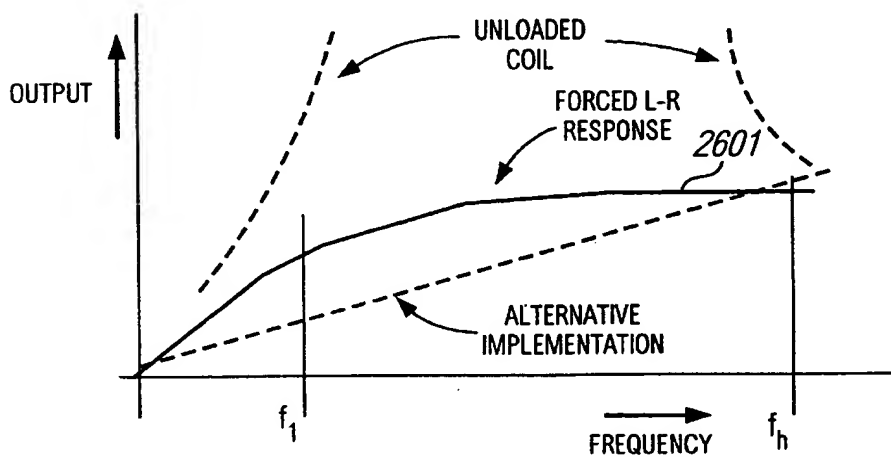 UNLOADED
COIL
OUTPUT
FORCED L-R
RESPONSE
2601
ALTERNATIVE
IMPLEMENTATION
f1
FREQUENCY
fh